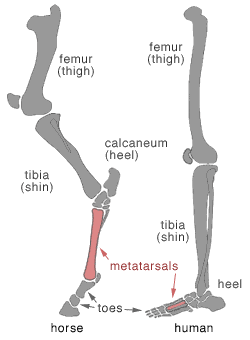 femur
(thigh)
femur
(thigh)
calcaneum
(heel)
tibia
(shin)
tibia
(shin)
metatarsals
heel
toes
horse
human